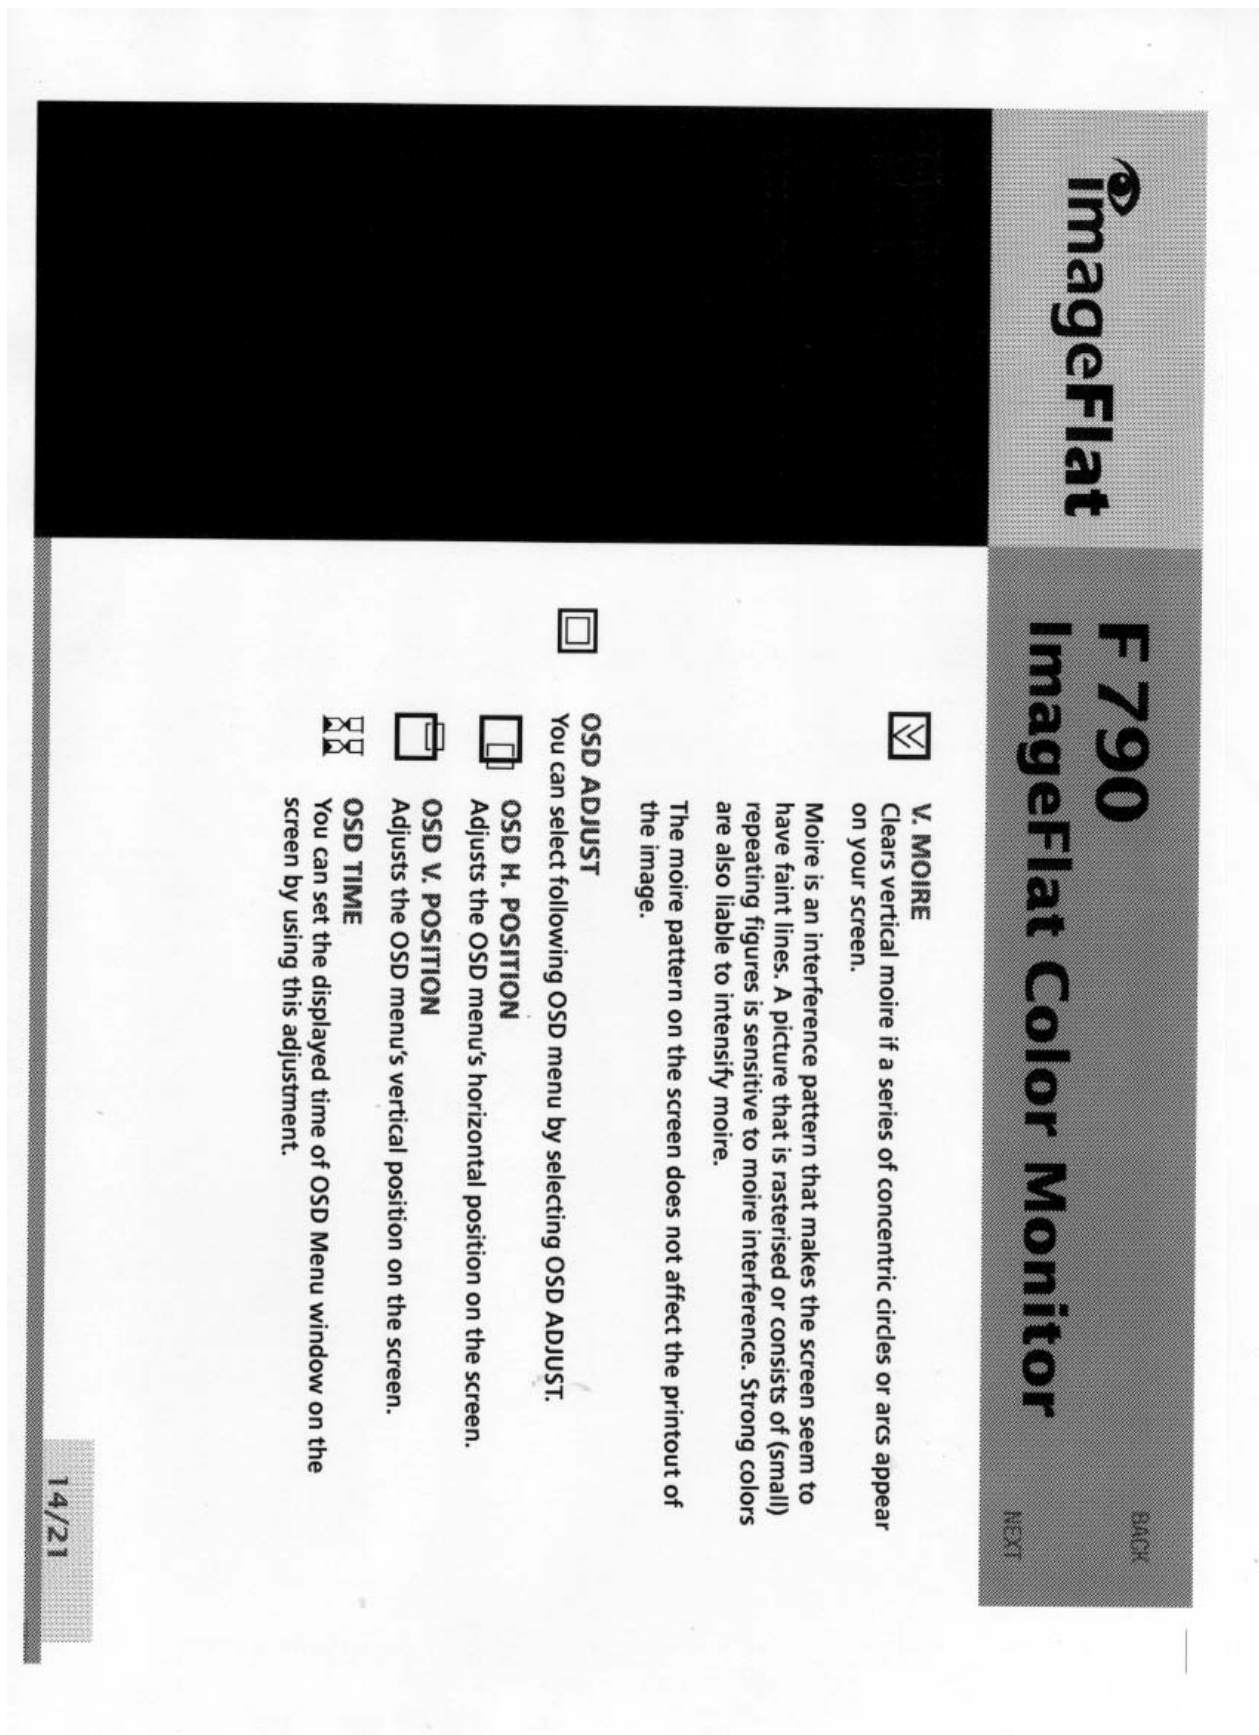 imageFlat
F 790
ImageFlat Color Monitor
BACK
NEXT
V. MOIRE
Clears vertical moire if a series of concentric circles or arcs appear
on your screen.
Moire is an interference pattern that makes the screen seem to
have faint lines. A picture that is rasterised or consists of (small)
repeating figures is sensitive to moire interference. Strong colors
are also liable to intensify moire.
The moire pattern on the screen does not affect the printout of
the image.
OSD ADJUST
You can select following OSD menu by selecting OSD ADJUST.
OSD H. POSITION
Adjusts the OSD menu's horizontal position on the screen.
OSD V. POSITION
Adjusts the OSD menu's vertical position on the screen.
OSD TIME
You can set the displayed time of OSD Menu window on the
screen by using this adjustment.
14/21